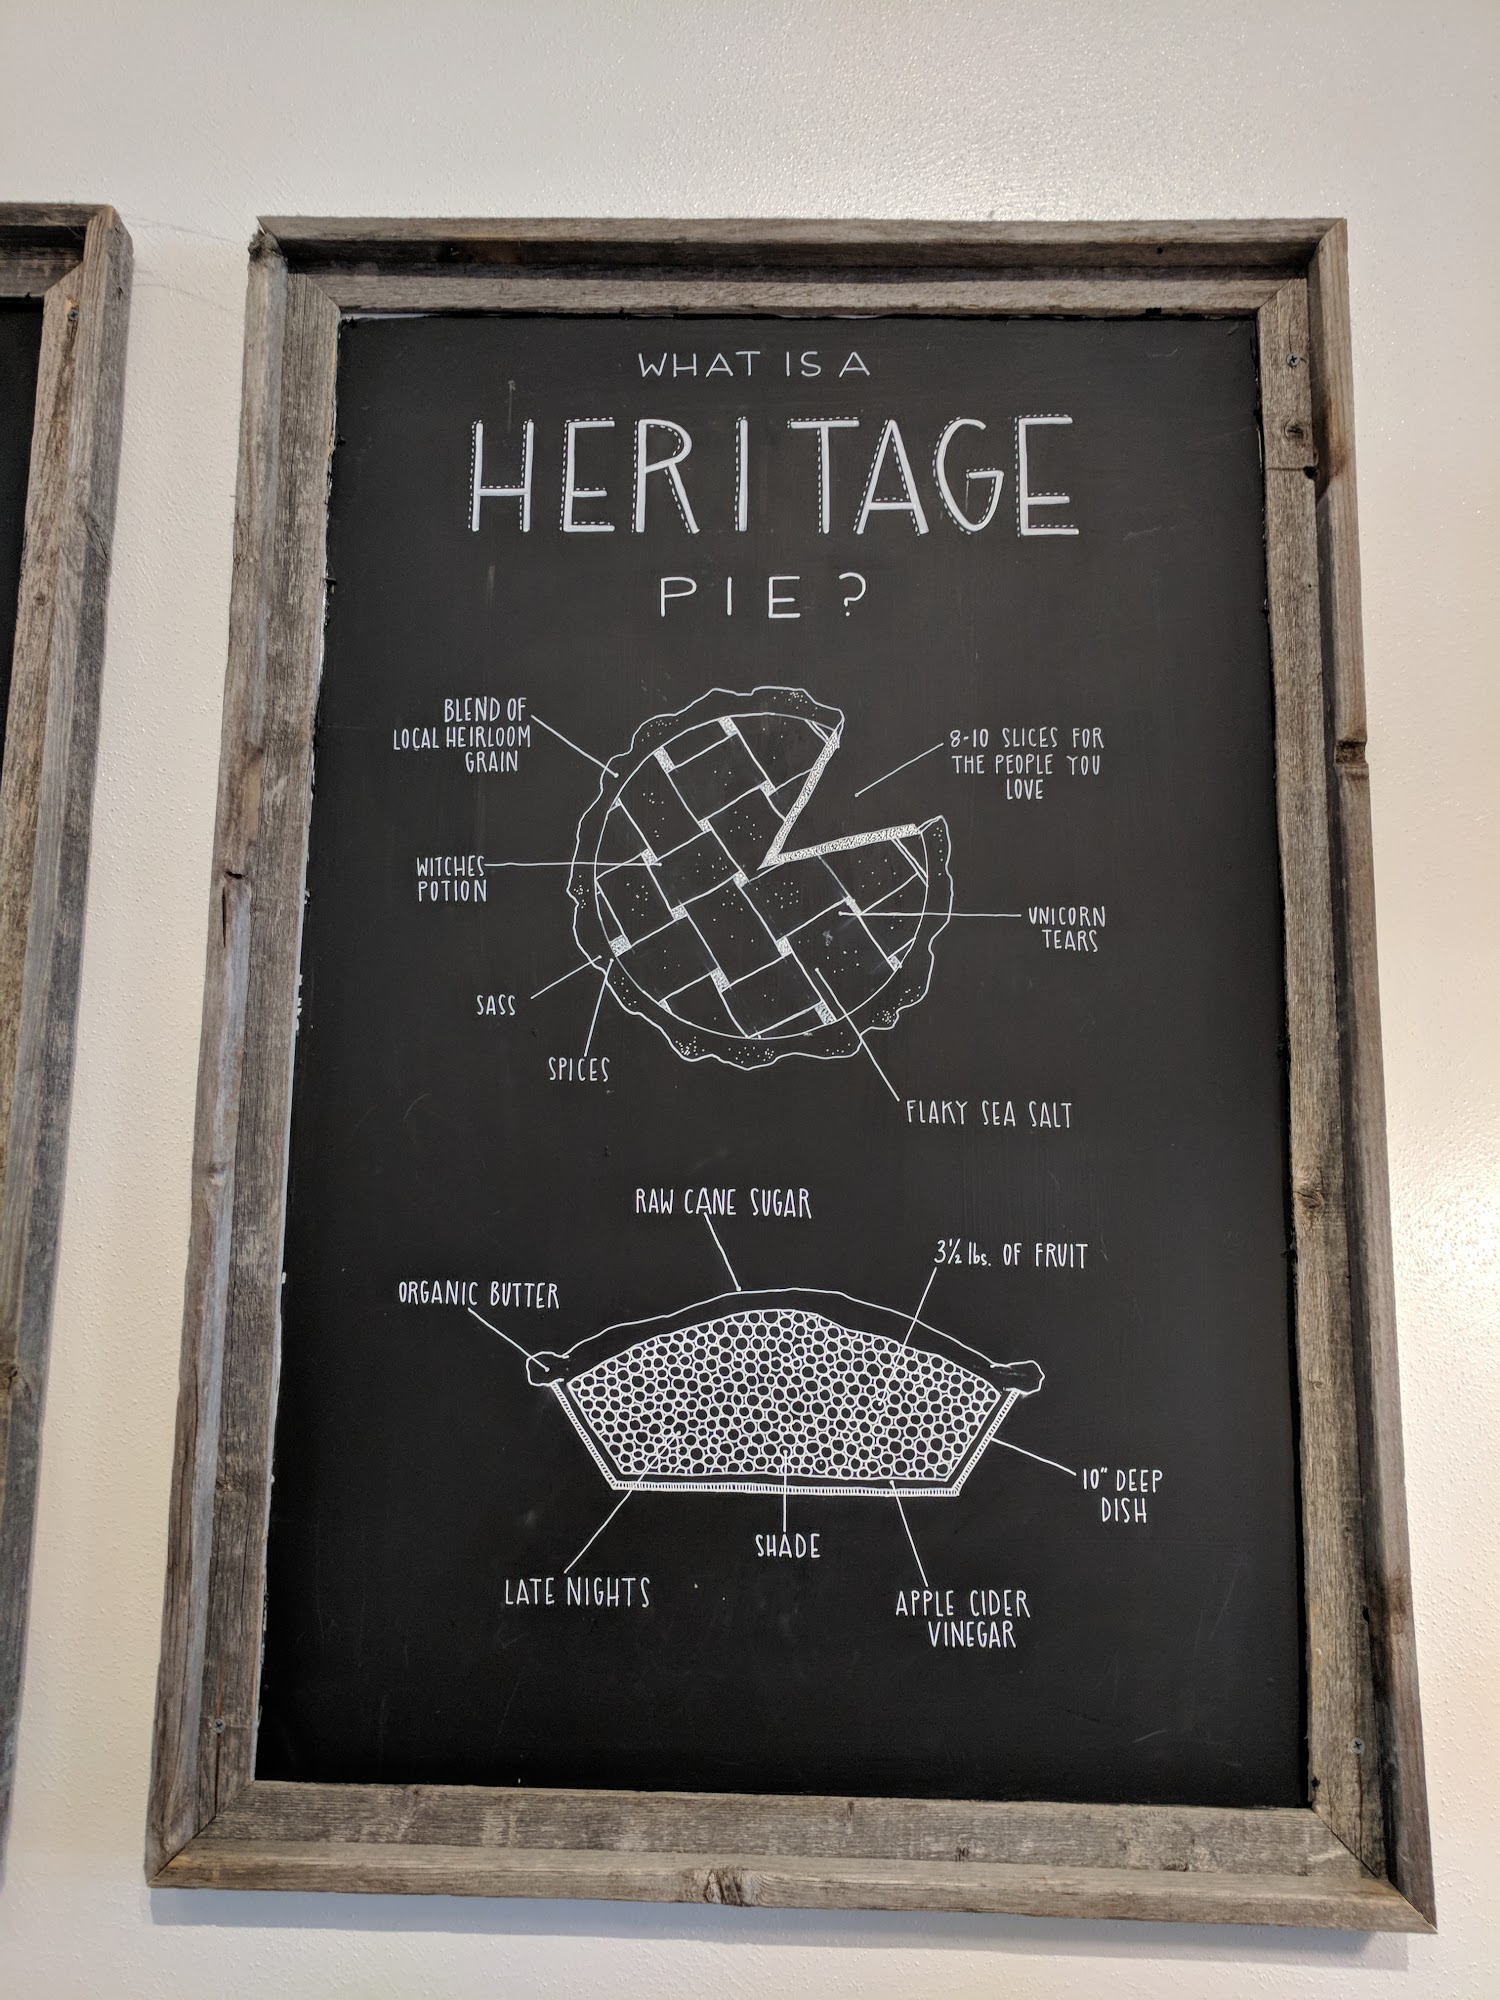 WHAT IS A
HERITAGE
PIE?
BLEND OF
LOCAL HEIRLOOM
GRAIN
8-10 SLICES FOR
THE PEOPLE YOU
LOVE
WITCHES
POTION
UNICORN
TEARS
SASS
SPICES
FLAKY SEA SALT
RAW CANE SUGAR
3½ lbs. OF FRUIT
ORGANIC BUTTER
10" DEEP
DISH
SHADE
LATE NIGHTS
APPLE CIDER
VINEGAR